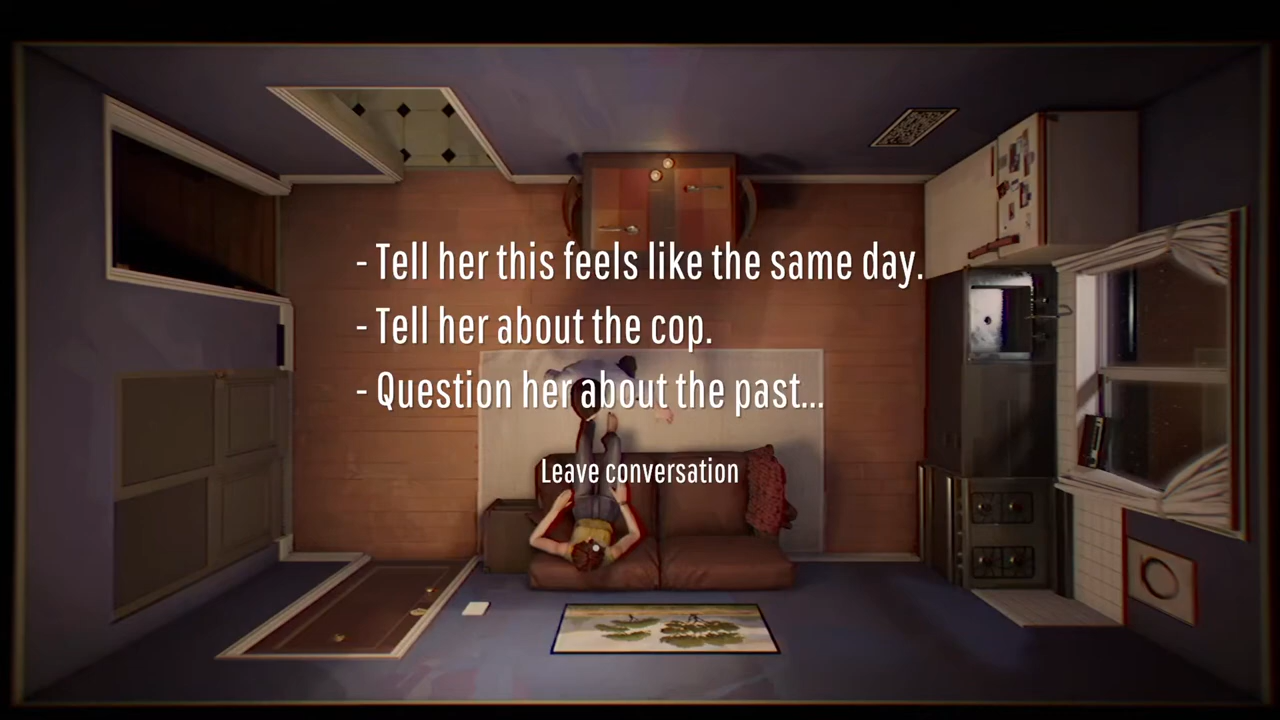 - Tell her this feels like the same day.
- Tell her about the cop.
- Question her about the past...
Leave conversation